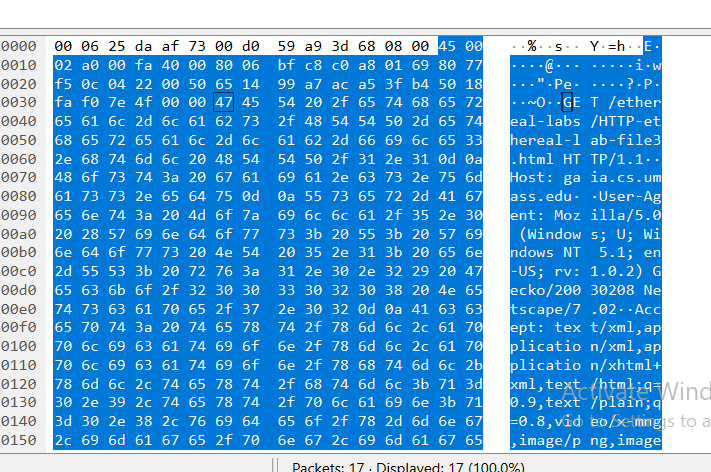 0000 00 06 25 da af 73 00 d0 59 a9 3d 68 08 00 45 00 ··%··s·· Y·=h··E·
0010 02 a0 00 fa 40 00 80 06 bf c8 c0 a8 01 69 80 77 ····@··· ·····i·w
0020 f5 0c 04 22 00 50 65 14 99 a7 ac a5 3f b4 50 18 ···"·Pe· ····?·P·
0030 fa f0 7e 4f 00 00 47 45 54 20 2f 65 74 68 65 72 ··~O··GE T /ether
0040 65 61 6c 2d 6c 61 62 73 2f 48 54 54 50 2d 65 74 eal-labs /HTTP-et
0050 68 65 72 65 61 6c 2d 6c 61 62 2d 66 69 6c 65 33 hereal-l ab-file3
0060 2e 68 74 6d 6c 20 48 54 54 50 2f 31 2e 31 0d 0a .html HT TP/1.1··
0070 48 6f 73 74 3a 20 67 61 69 61 2e 63 73 2e 75 6d Host: ga ia.cs.um
0080 61 73 73 2e 65 64 75 0d 0a 55 73 65 72 2d 41 67 ass.edu· ·User-Ag
0090 65 6e 74 3a 20 4d 6f 7a 69 6c 6c 61 2f 35 2e 30 ent: Moz illa/5.0
00a0 20 28 57 69 6e 64 6f 77 73 3b 20 55 3b 20 57 69 (Window s; U; Wi
00b0 6e 64 6f 77 73 20 4e 54 20 35 2e 31 3b 20 65 6e ndows NT 5.1; en
00c0 2d 55 53 3b 20 72 76 3a 31 2e 30 2e 32 29 20 47 -US; rv: 1.0.2) G
00d0 65 63 6b 6f 2f 32 30 30 33 30 32 30 38 20 4e 65 ecko/200 30208 Ne
00e0 74 73 63 61 70 65 2f 37 2e 30 32 0d 0a 41 63 63 tscape/7 .02··Acc
00f0 65 70 74 3a 20 74 65 78 74 2f 78 6d 6c 2c 61 70 ept: tex t/xml,ap
0100 70 6c 69 63 61 74 69 6f 6e 2f 78 6d 6c 2c 61 70 plicatio n/xml,ap
0110 70 6c 69 63 61 74 69 6f 6e 2f 78 68 74 6d 6c 2b plicatio n/xhtml+
0120 78 6d 6c 2c 74 65 78 74 2f 68 74 6d 6c 3b 71 3d xml,text /html;q=
0130 30 2e 39 2c 74 65 78 74 2f 70 6c 61 69 6e 3b 71 0.9,text /plain;q
0140 3d 30 2e 38 2c 76 69 64 65 6f 2f 78 2d 6d 6e 67 =0.8,vid eo/x-mng
0150 2c 69 6d 61 67 65 2f 70 6e 67 2c 69 6d 61 67 65 ,image/p ng,image
Activate Wind
Go to Settings to a
Packets: 17 · Displayed: 17 (100.0%)